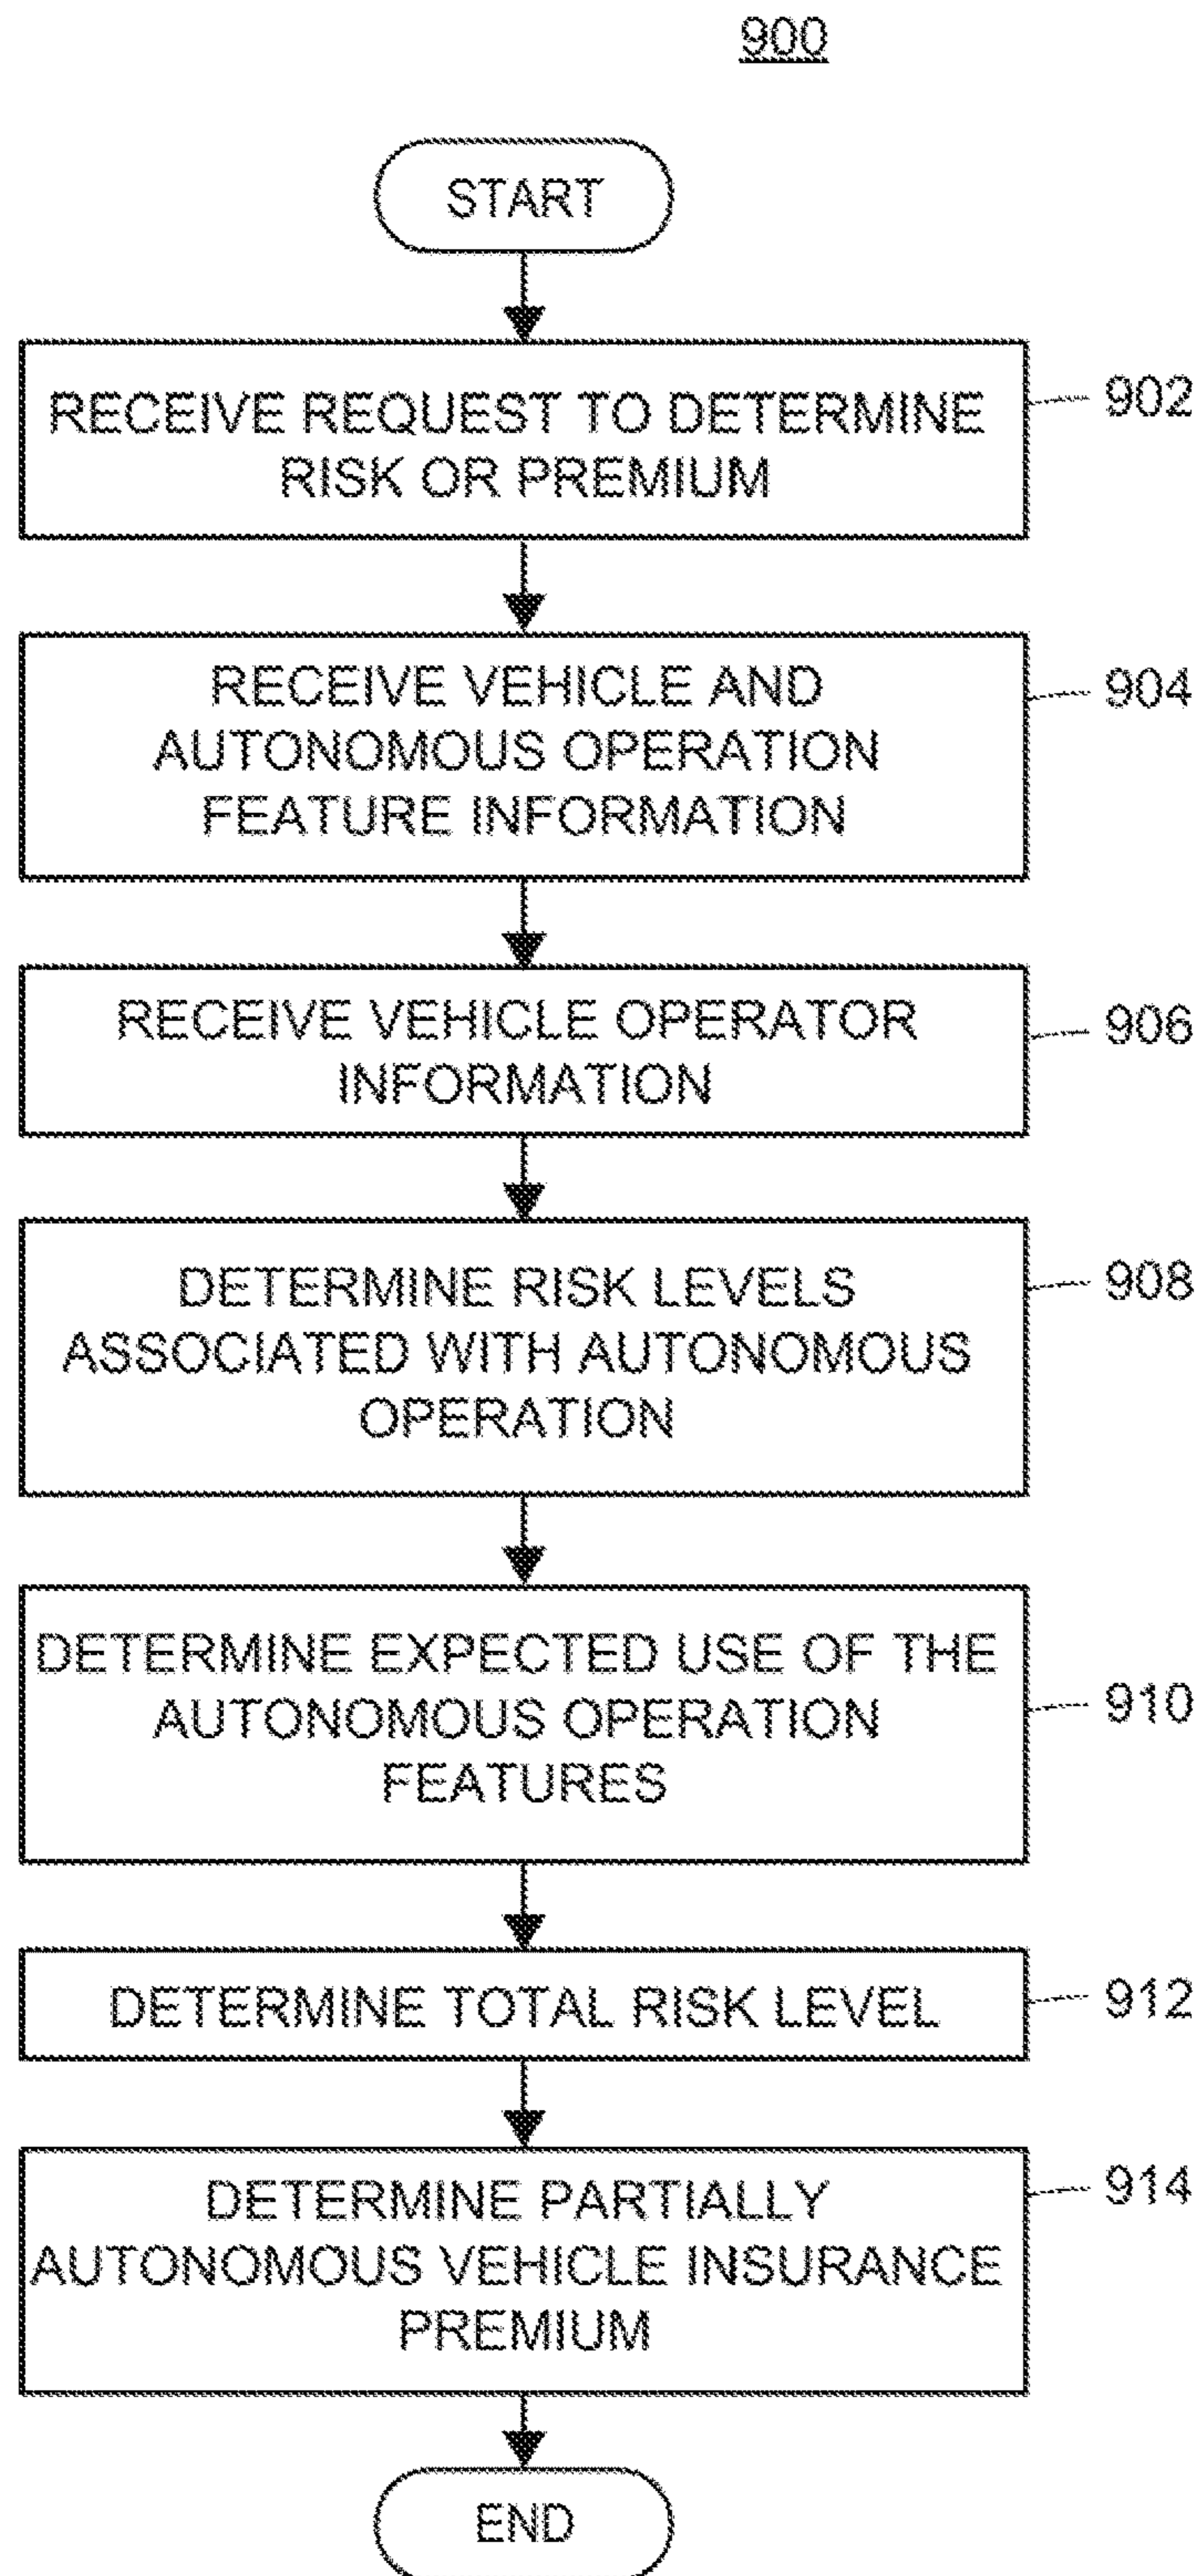 900
START
RECEIVE REQUEST TO DETERMINE
RISK OR PREMIUM
902
RECEIVE VEHICLE AND
AUTONOMOUS OPERATION
FEATURE INFORMATION
904
RECEIVE VEHICLE OPERATOR
INFORMATION
906
DETERMINE RISK LEVELS
ASSOCIATED WITH AUTONOMOUS
OPERATION
908
DETERMINE EXPECTED USE OF THE
AUTONOMOUS OPERATION
FEATURES
910
DETERMINE TOTAL RISK LEVEL
912
DETERMINE PARTIALLY
AUTONOMOUS VEHICLE INSURANCE
PREMIUM
914
END